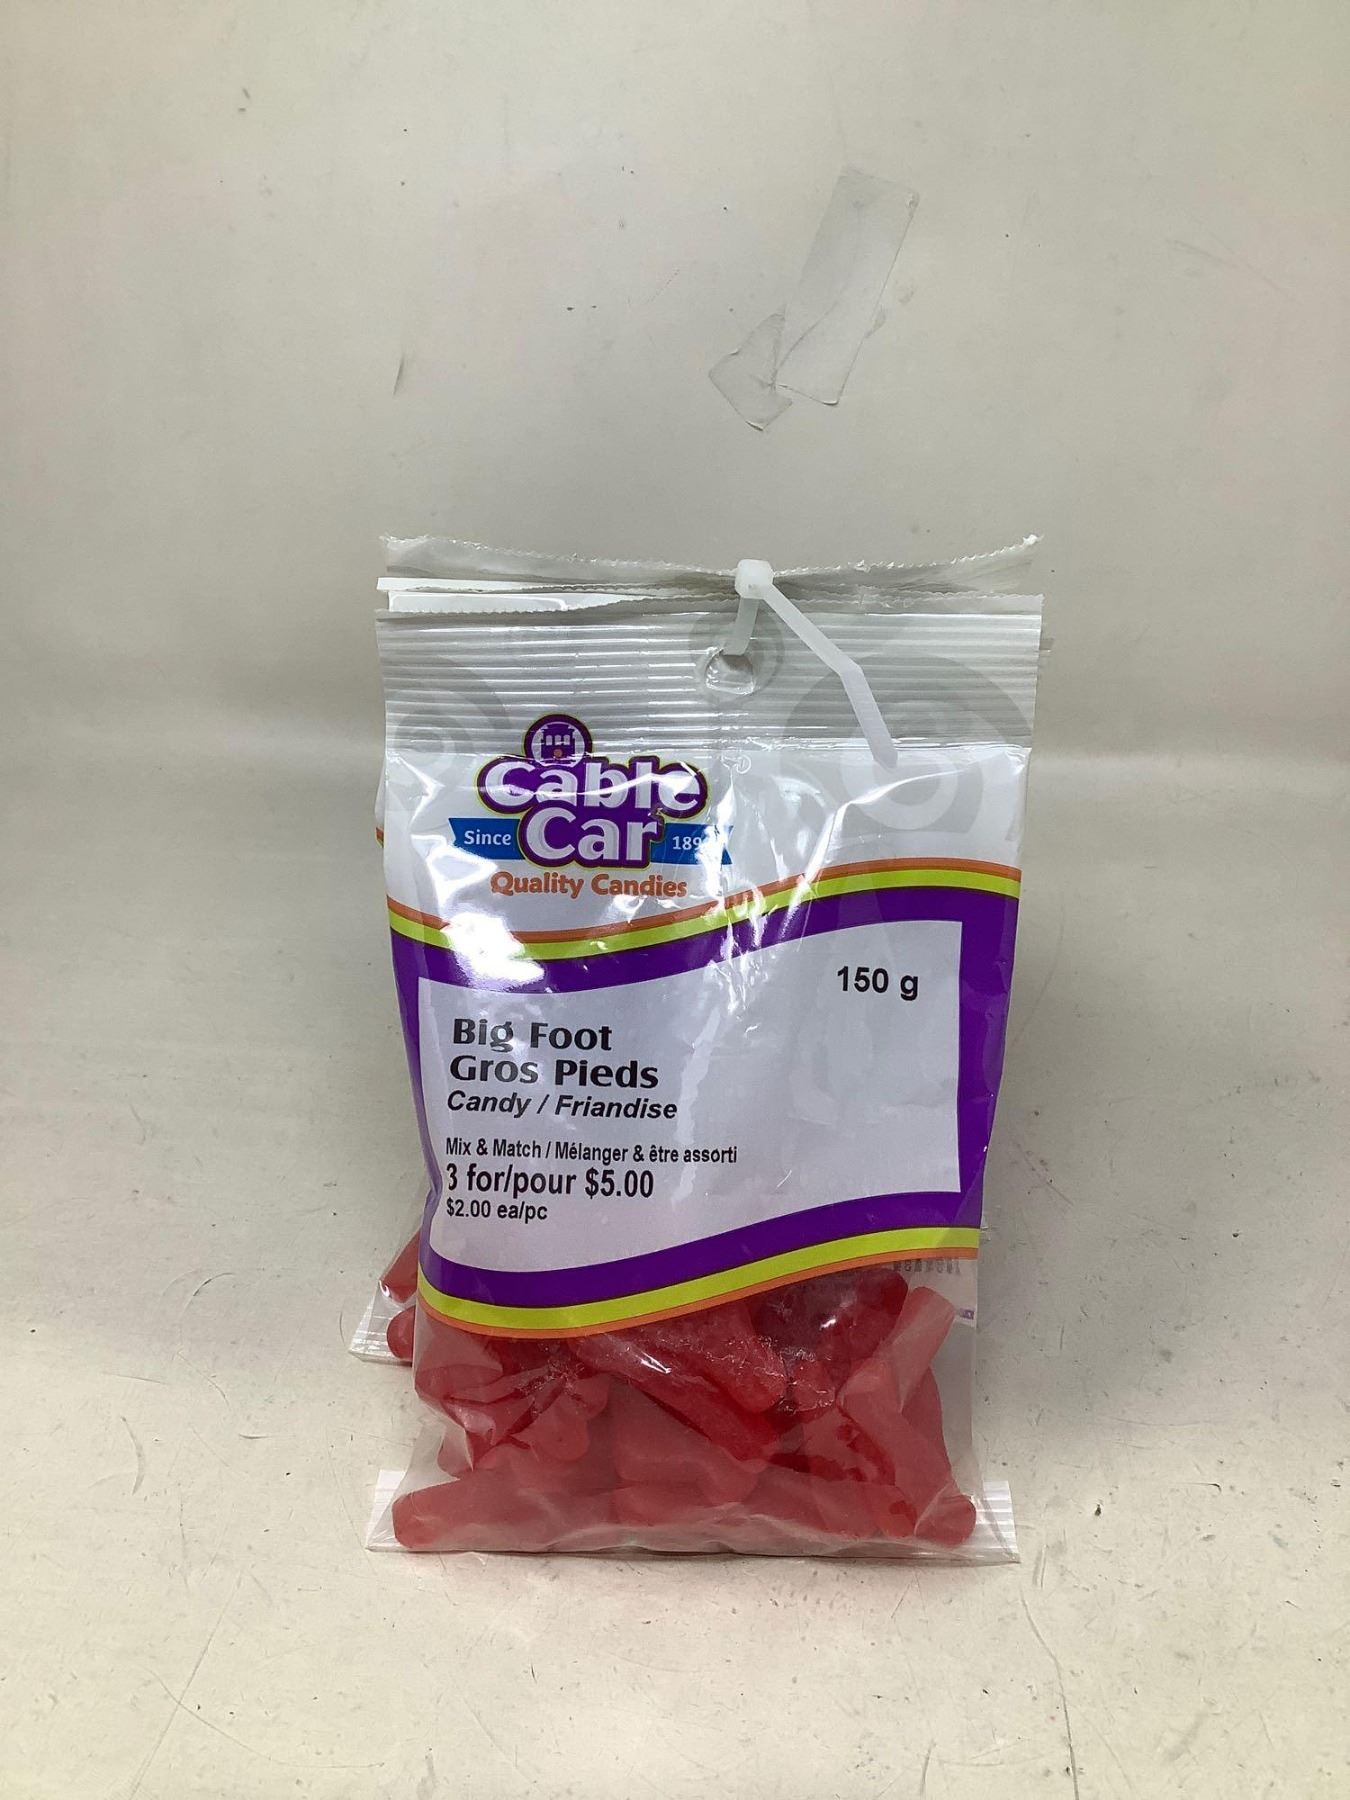 Cable
Car
Since
Quality Candies
150 g
Big Foot
Gros Pieds
Candy / Friandise
Mix & Match / Mélanger & être assorti
3 for/pour $5.00
$2.00 ea/pc